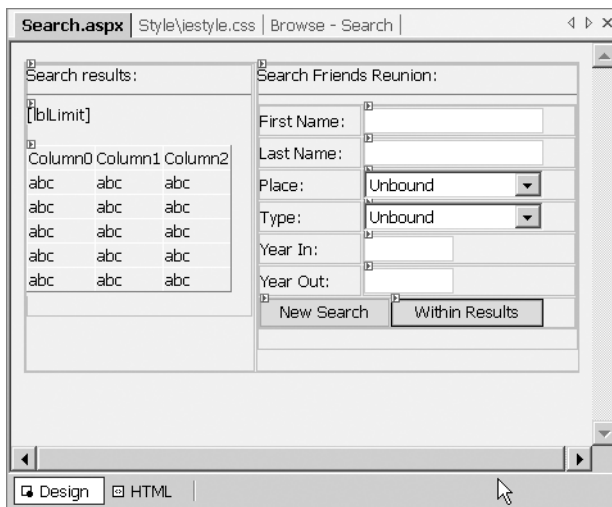 Search.aspx Style\iestyle.css Browse - Search
Search results:
[lblLimit]
Column0 Column1 Column2
abc abc abc
abc abc abc
abc abc abc
abc abc abc
abc abc abc
Search Friends Reunion:
First Name:
Last Name:
Place: Unbound
Type: Unbound
Year In:
Year Out:
New Search Within Results
Design HTML